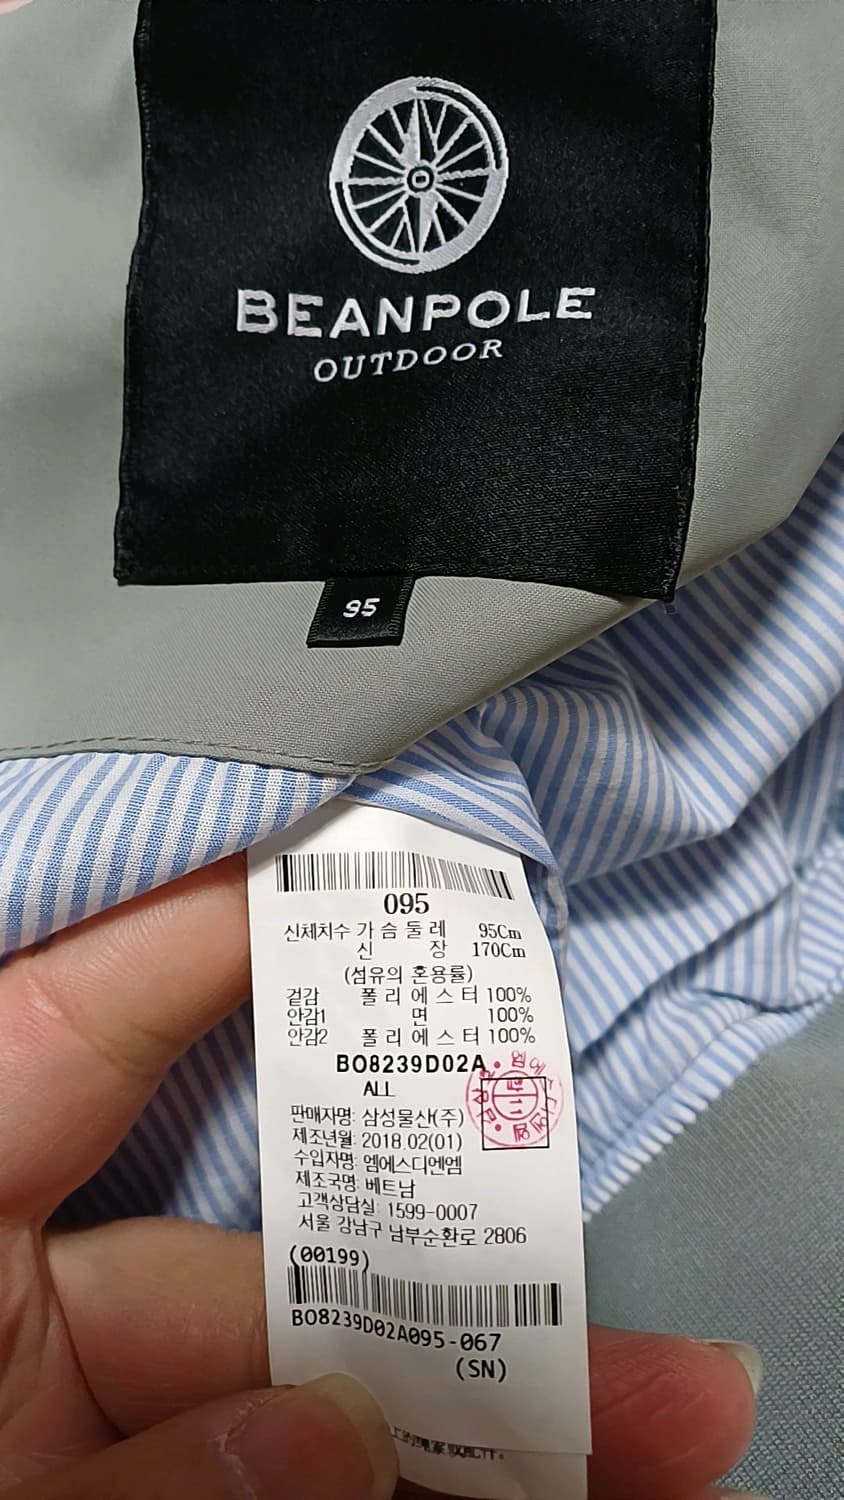 BEANPOLE
OUTDOOR
95
095
신체치수 가 슴 둘 레 95Cm
신 장 170Cm
(섬유의 혼용률)
겉감 폴 리 에 스 터 100%
안감1 면 100%
안감2 폴 리 에 스 터 100%
BO8239D02A
ALL
판매자명: 삼성물산(주)
제조년월: 2018.02(01)
수입자명: 엠에스디엔엠
제조국명: 베트남
고객상담실: 1599-0007
서울 강남구 남부순환로 2806
(00199)
BO8239D02A095-067
(SN)